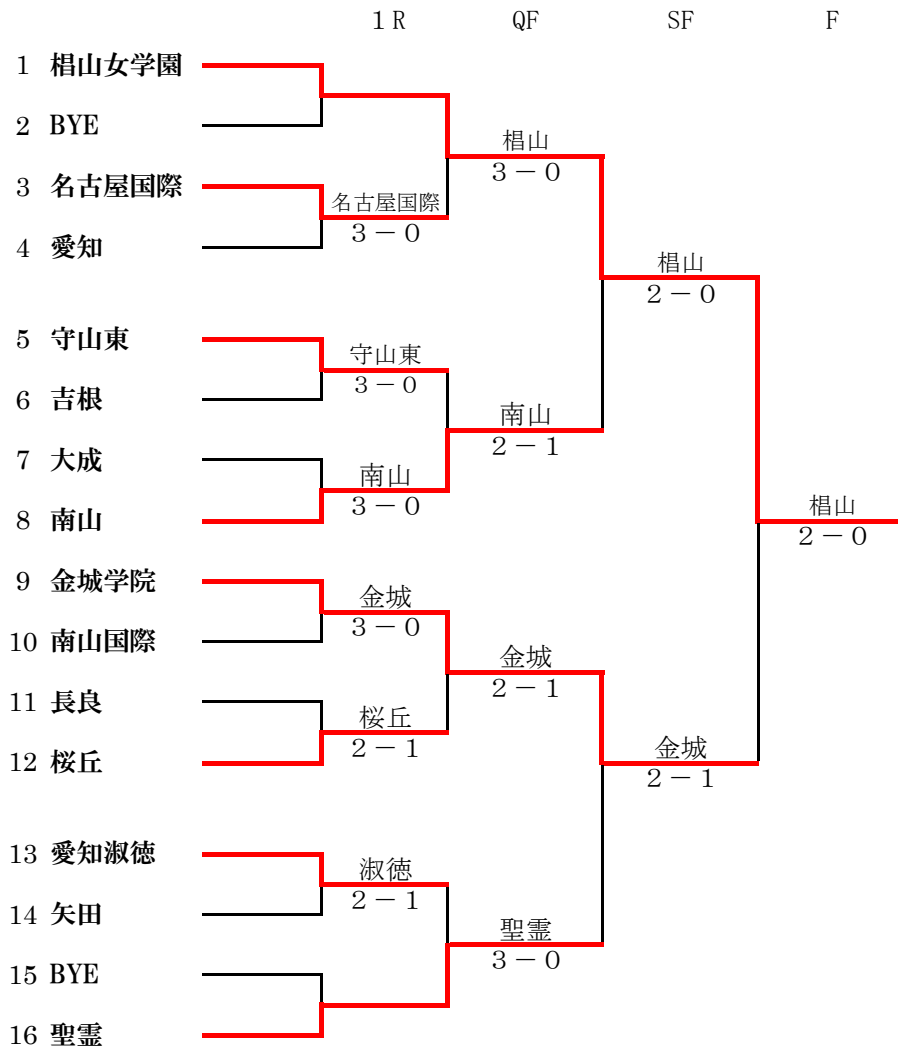 １Ｒ QF SF F
1 椙山女学園
2 BYE
椙山
3－0
3 名古屋国際
名古屋国際
3－0
4 愛知
椙山
2－0
5 守山東
守山東
3－0
6 吉根
南山
2－1
7 大成
南山
3－0
8 南山
椙山
2－0
9 金城学院
金城
3－0
10 南山国際
金城
2－1
11 長良
桜丘
2－1
12 桜丘
金城
2－1
13 愛知淑徳
淑徳
2－1
14 矢田
聖霊
3－0
15 BYE
16 聖霊